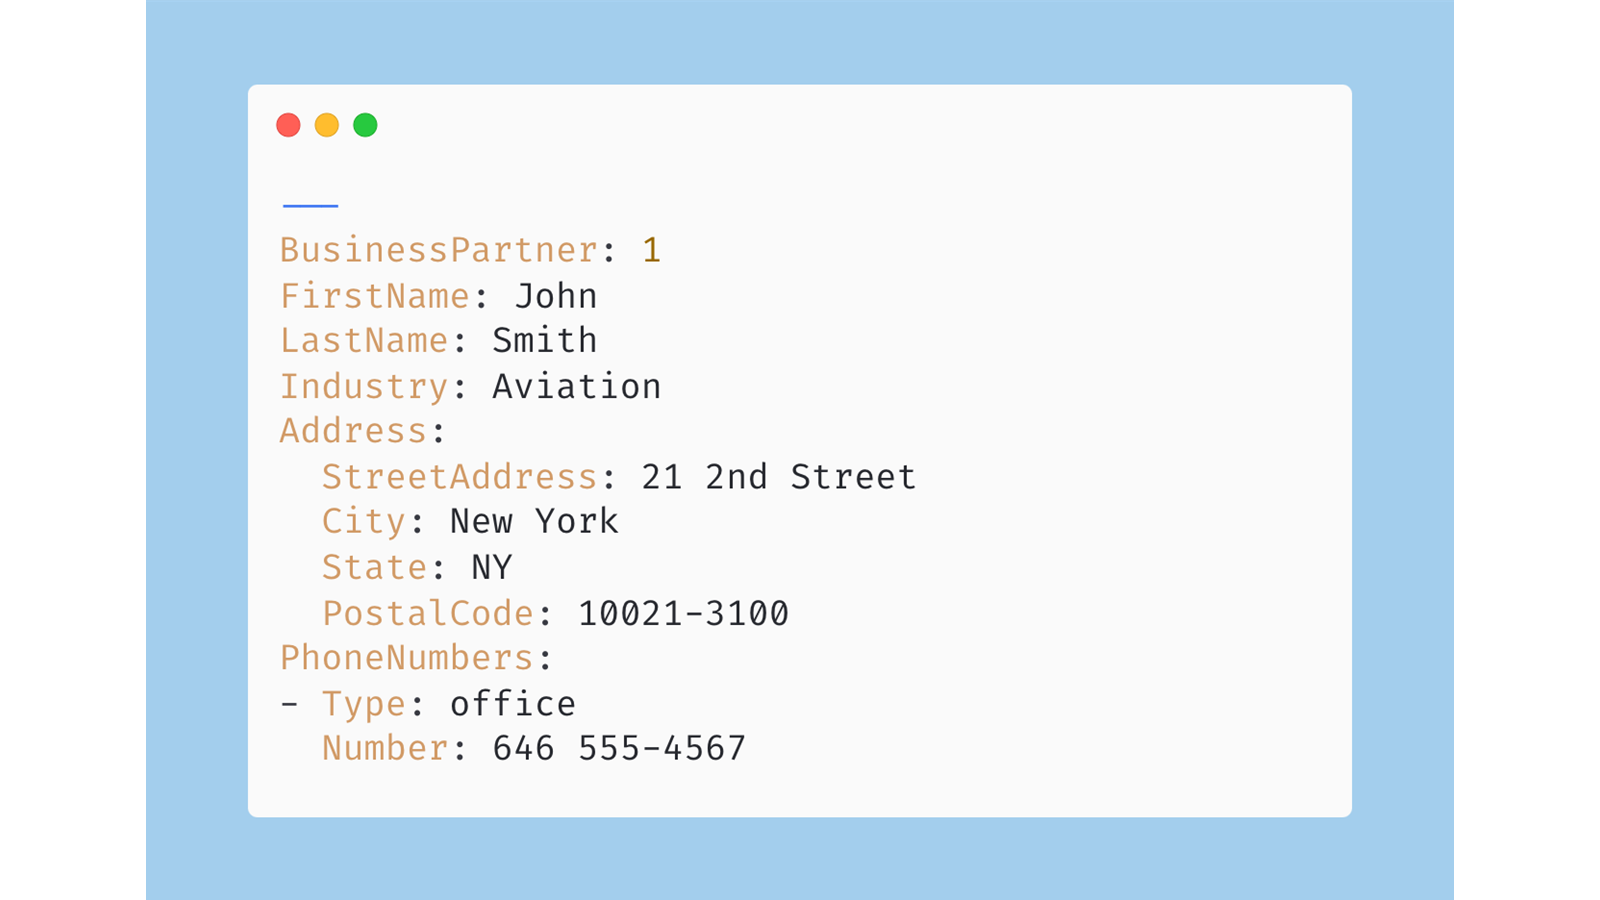 ---
BusinessPartner: 1
FirstName: John
LastName: Smith
Industry: Aviation
Address:
  StreetAddress: 21 2nd Street
  City: New York
  State: NY
  PostalCode: 10021-3100
PhoneNumbers:
- Type: office
  Number: 646 555-4567